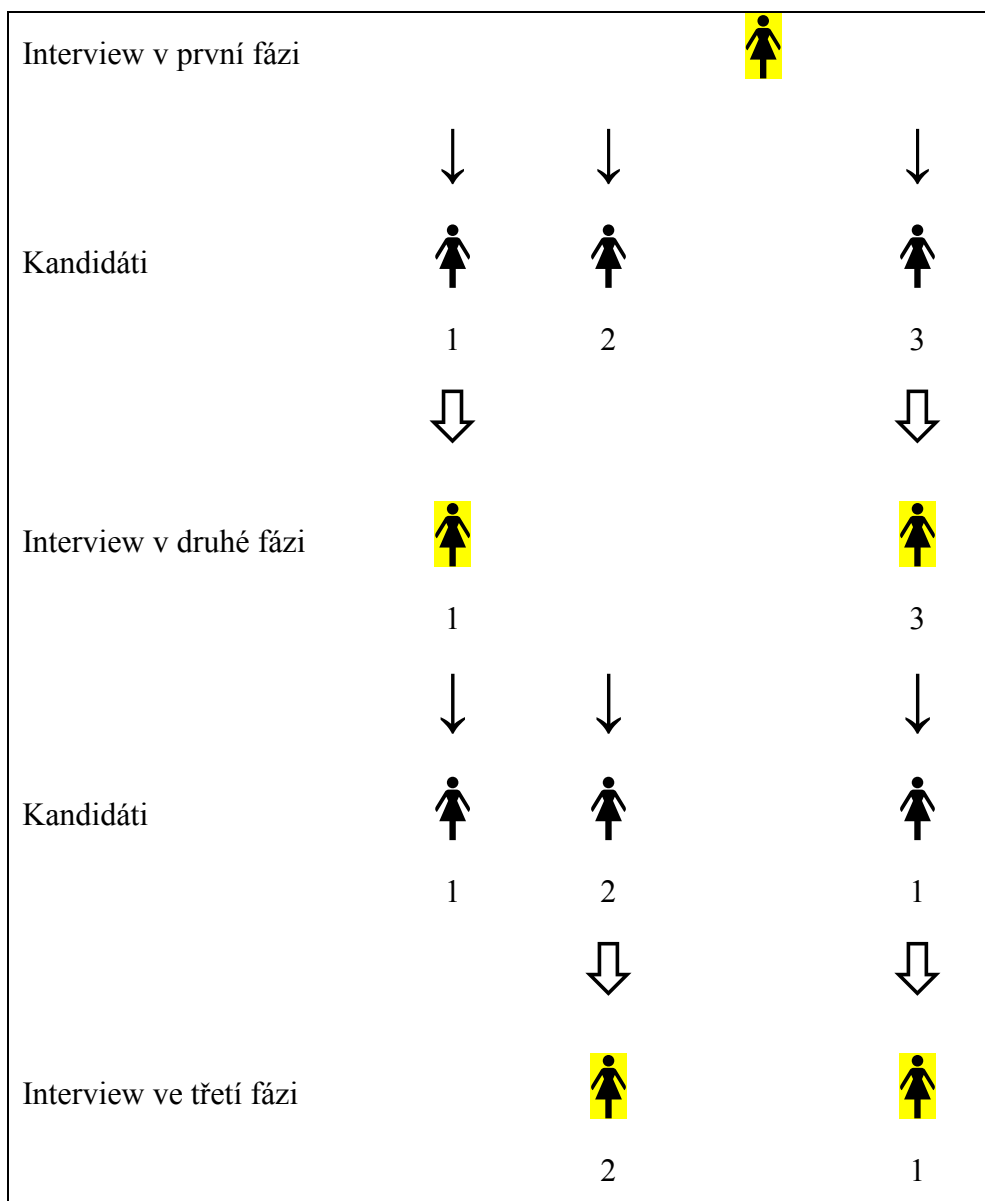 Interview v první fázi
Kandidáti
1 2 3
Interview v druhé fázi
1 3
Kandidáti
1 2 1
Interview ve třetí fázi
2 1